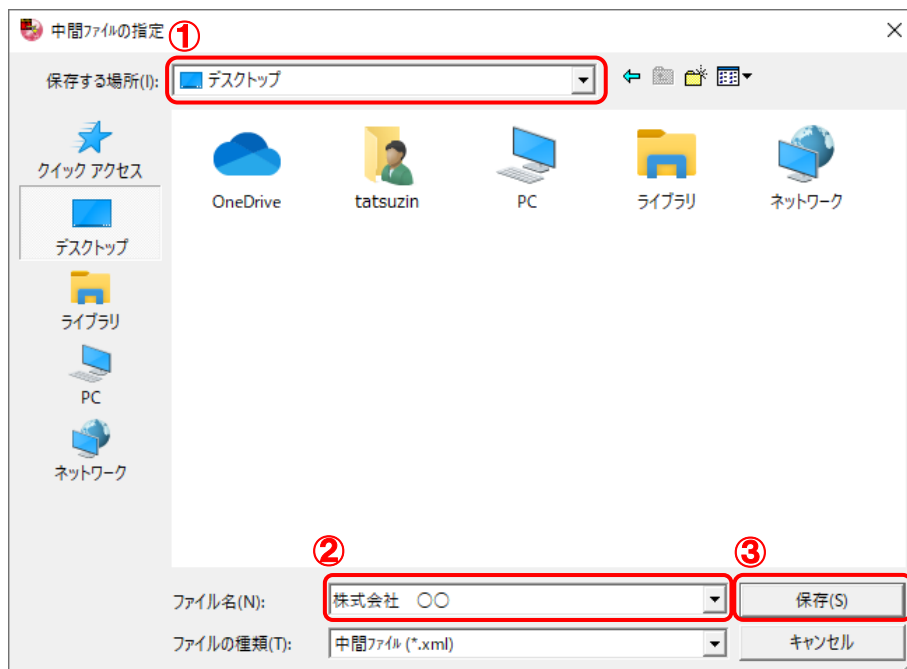 中間ファイルの指定
①
保存する場所(I):
デスクトップ
クイック アクセス
デスクトップ
ライブラリ
PC
ネットワーク
OneDrive
tatsuzin
PC
ライブラリ
ネットワーク
②
③
ファイル名(N):
株式会社　○○
保存(S)
ファイルの種類(T):
中間ファイル (*.xml)
キャンセル